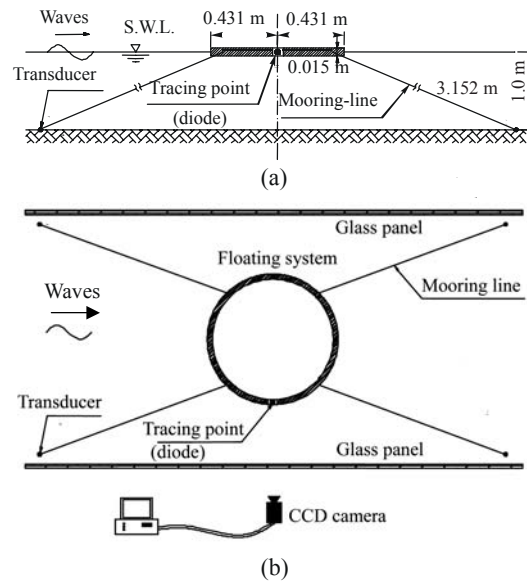 0.431 m 0.431 m
Waves
S.W.L.
0.015 m
Transducer
Tracing point
(diode)
Mooring-line
3.152 m
1.0 m
(a)
Glass panel
Floating system
Mooring line
Waves
Transducer
Tracing point
(diode)
Glass panel
CCD camera
(b)